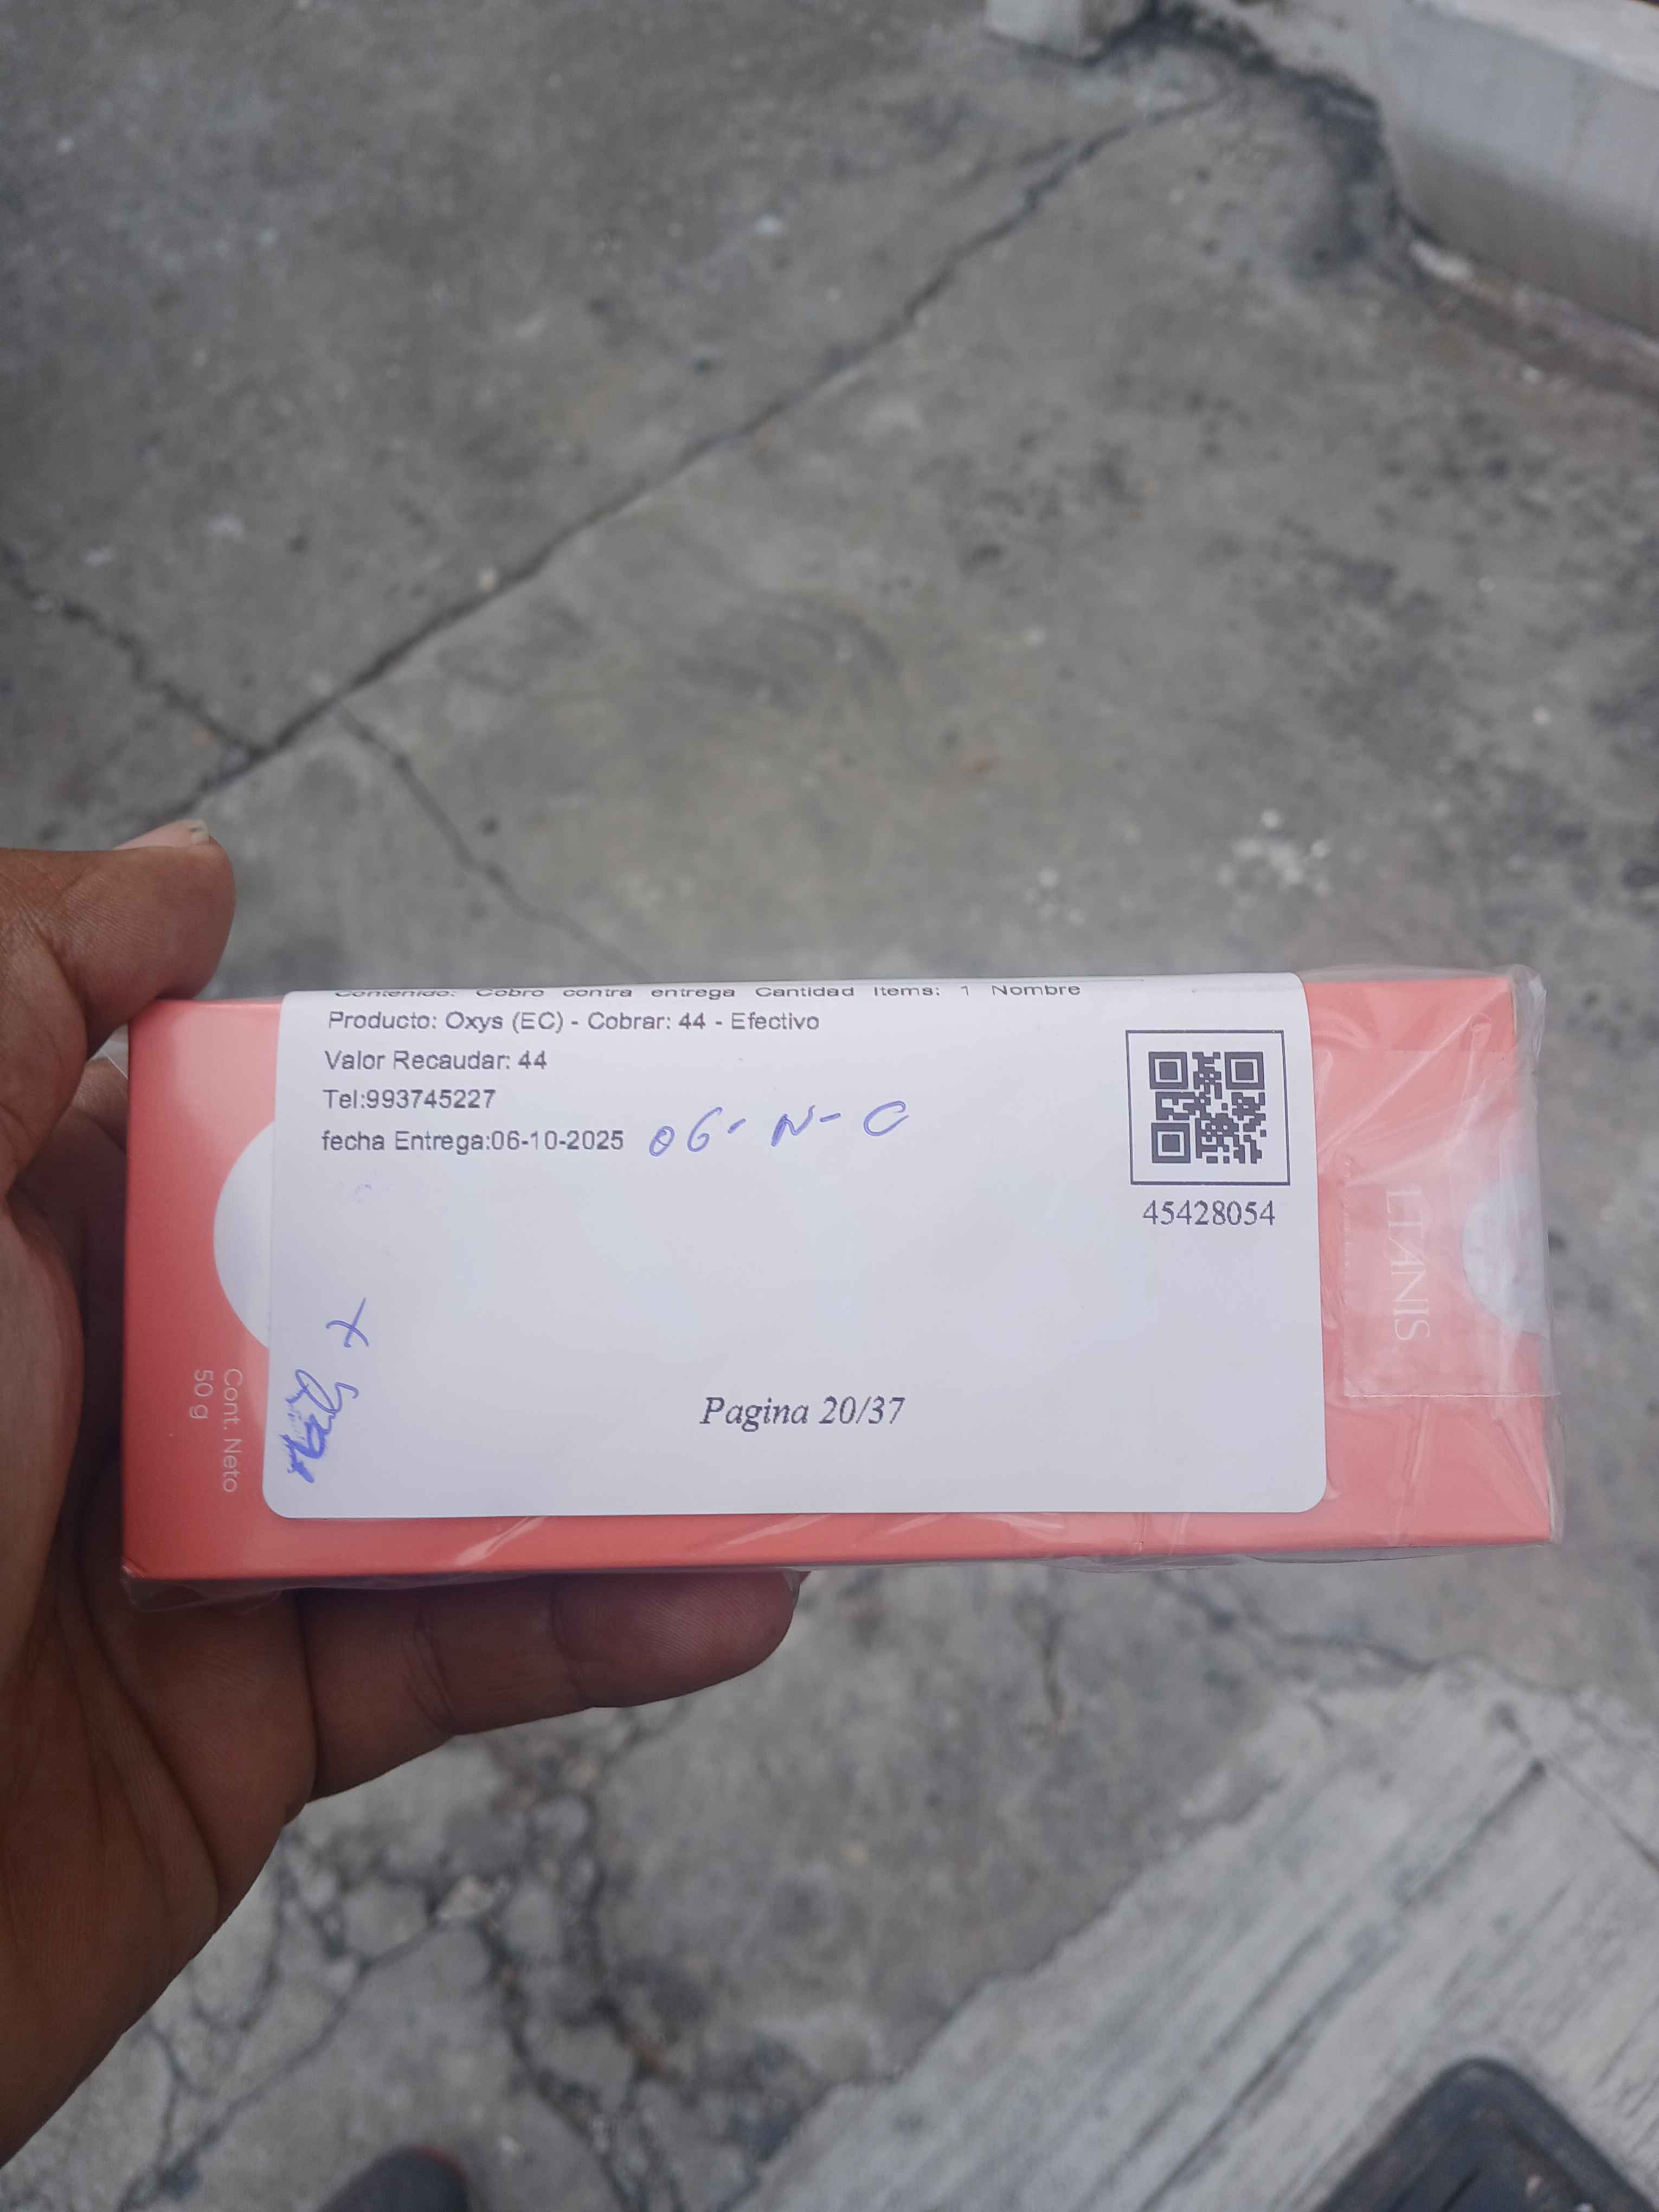 Contenido: Cobro contra entrega Cantidad Items: 1 Nombre
Producto: Oxys (EC) - Cobrar: 44 - Efectivo
Valor Recaudar: 44
Tel:993745227
fecha Entrega:06-10-2025 06- N- C
45428054
Pagina 20/37
Cont. Neto
50 g